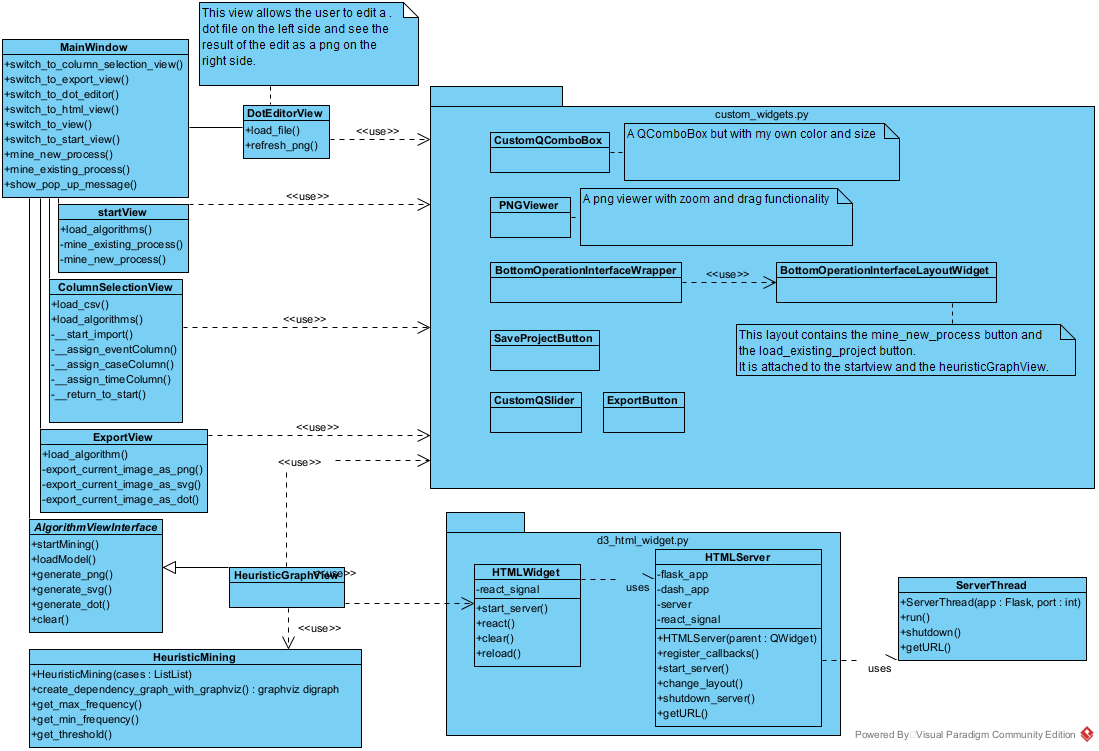 This view allows the user to edit a .
dot file on the left side and see the
result of the edit as a png on the
right side.
MainWindow
+switch_to_column_selection_view()
+switch_to_export_view()
+switch_to_dot_editor()
+switch_to_html_view()
+switch_to_view()
+switch_to_start_view()
+mine_new_process()
+mine_existing_process()
+show_pop_up_message()
DotEditorView
+load_file()
+refresh_png()
<<use>>
custom_widgets.py
CustomQComboBox
A QComboBox but with my own color and size
PNGViewer
A png viewer with zoom and drag functionality
BottomOperationInterfaceWrapper
<<use>>
BottomOperationInterfaceLayoutWidget
This layout contains the mine_new_process button and
the load_existing_project button.
It is attached to the startview and the heuristicGraphView.
SaveProjectButton
CustomQSlider
ExportButton
<<use>>
startView
+load_algorithms()
-mine_existing_process()
-mine_new_process()
ColumnSelectionView
+load_csv()
+load_algorithms()
-__start_import()
-__assign_eventColumn()
-__assign_caseColumn()
-__assign_timeColumn()
-__return_to_start()
<<use>>
ExportView
+load_algorithm()
-export_current_image_as_png()
-export_current_image_as_svg()
-export_current_image_as_dot()
<<use>>
<<use>>
AlgorithmViewInterface
+startMining()
+loadModel()
+generate_png()
+generate_svg()
+generate_dot()
+clear()
HeuristicGraphView
<<use>>
<<use>>
HeuristicMining
+HeuristicMining(cases : ListList)
+create_dependency_graph_with_graphviz() : graphviz digraph
+get_max_frequency()
+get_min_frequency()
+get_threshold()
d3_html_widget.py
HTMLWidget
-react_signal
+start_server()
+react()
+clear()
+reload()
uses
HTMLServer
-flask_app
-dash_app
-server
-react_signal
+HTMLServer(parent : QWidget)
+register_callbacks()
+start_server()
+change_layout()
+shutdown_server()
+getURL()
uses
ServerThread
+ServerThread(app : Flask, port : int)
+run()
+shutdown()
+getURL()
Powered By Visual Paradigm Community Edition